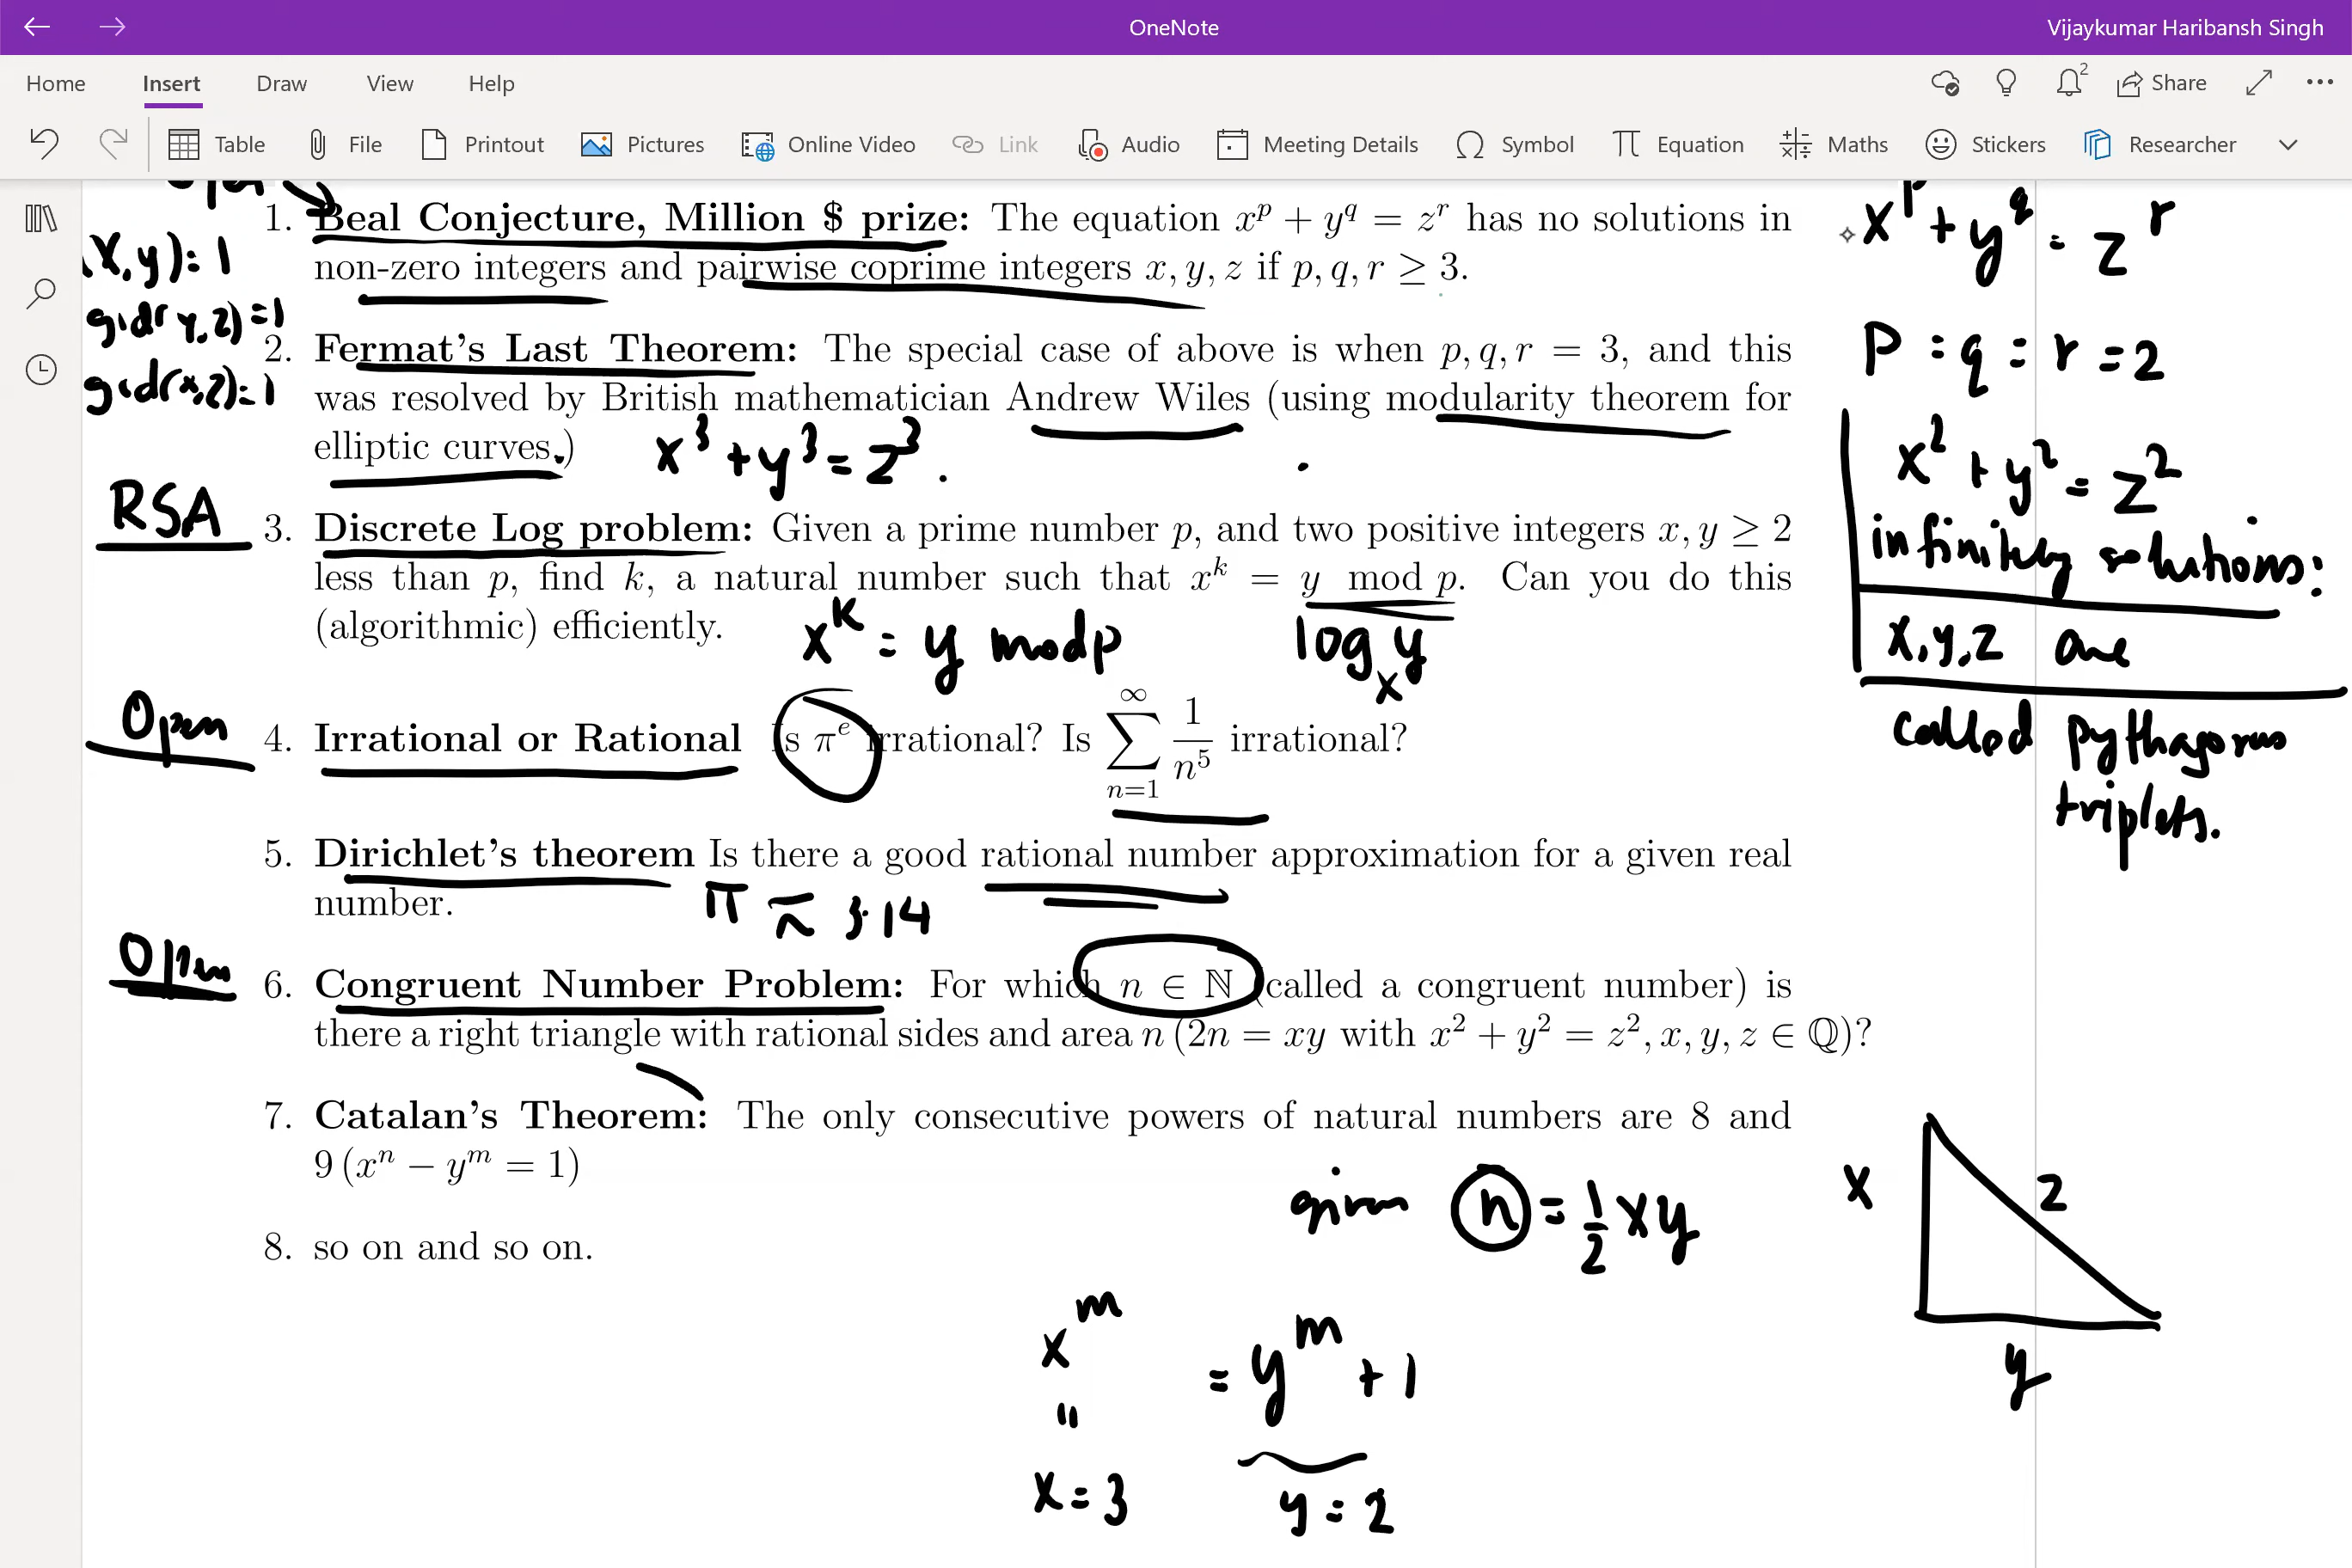 OneNote
Vijaykumar Haribansh Singh
Home Insert Draw View Help
2 Share
Table File Printout Pictures Online Video Link Audio Meeting Details Symbol Equation Maths Stickers Researcher
1. Beal Conjecture, Million $ prize: The equation x^p + y^q = z^r has no solutions in
non-zero integers and pairwise coprime integers x, y, z if p, q, r ≥ 3.
x, y) = 1
gcd(y, z) = 1
gcd(x, z) = 1
2. Fermat's Last Theorem: The special case of above is when p, q, r = 3, and this
was resolved by British mathematician Andrew Wiles (using modularity theorem for
elliptic curves.)
x^3 + y^3 = z^3.
RSA
3. Discrete Log problem: Given a prime number p, and two positive integers x, y ≥ 2
less than p, find k, a natural number such that x^k = y mod p. Can you do this
(algorithmic) efficiently.
x^k = y mod p
log_x y
Open
4. Irrational or Rational Is π^e irrational? Is ∑_{n=1}^{∞} 1/n^5 irrational?
5. Dirichlet's theorem Is there a good rational number approximation for a given real
number.
π ≈ 3.14
Open
6. Congruent Number Problem: For which n ∈ ℕ (called a congruent number) is
there a right triangle with rational sides and area n (2n = xy with x^2 + y^2 = z^2, x, y, z ∈ ℚ)?
7. Catalan's Theorem: The only consecutive powers of natural numbers are 8 and
9 (x^n − y^m = 1)
8. so on and so on.
given n = 1/2 xy
x^m = y^m + 1
"
x = 3
y = 2
x^p + y^q = z^r
p = q = r = 2
x^2 + y^2 = z^2
infinitely solutions:
x, y, z are
called pythagorus
triplets.
x
z
y